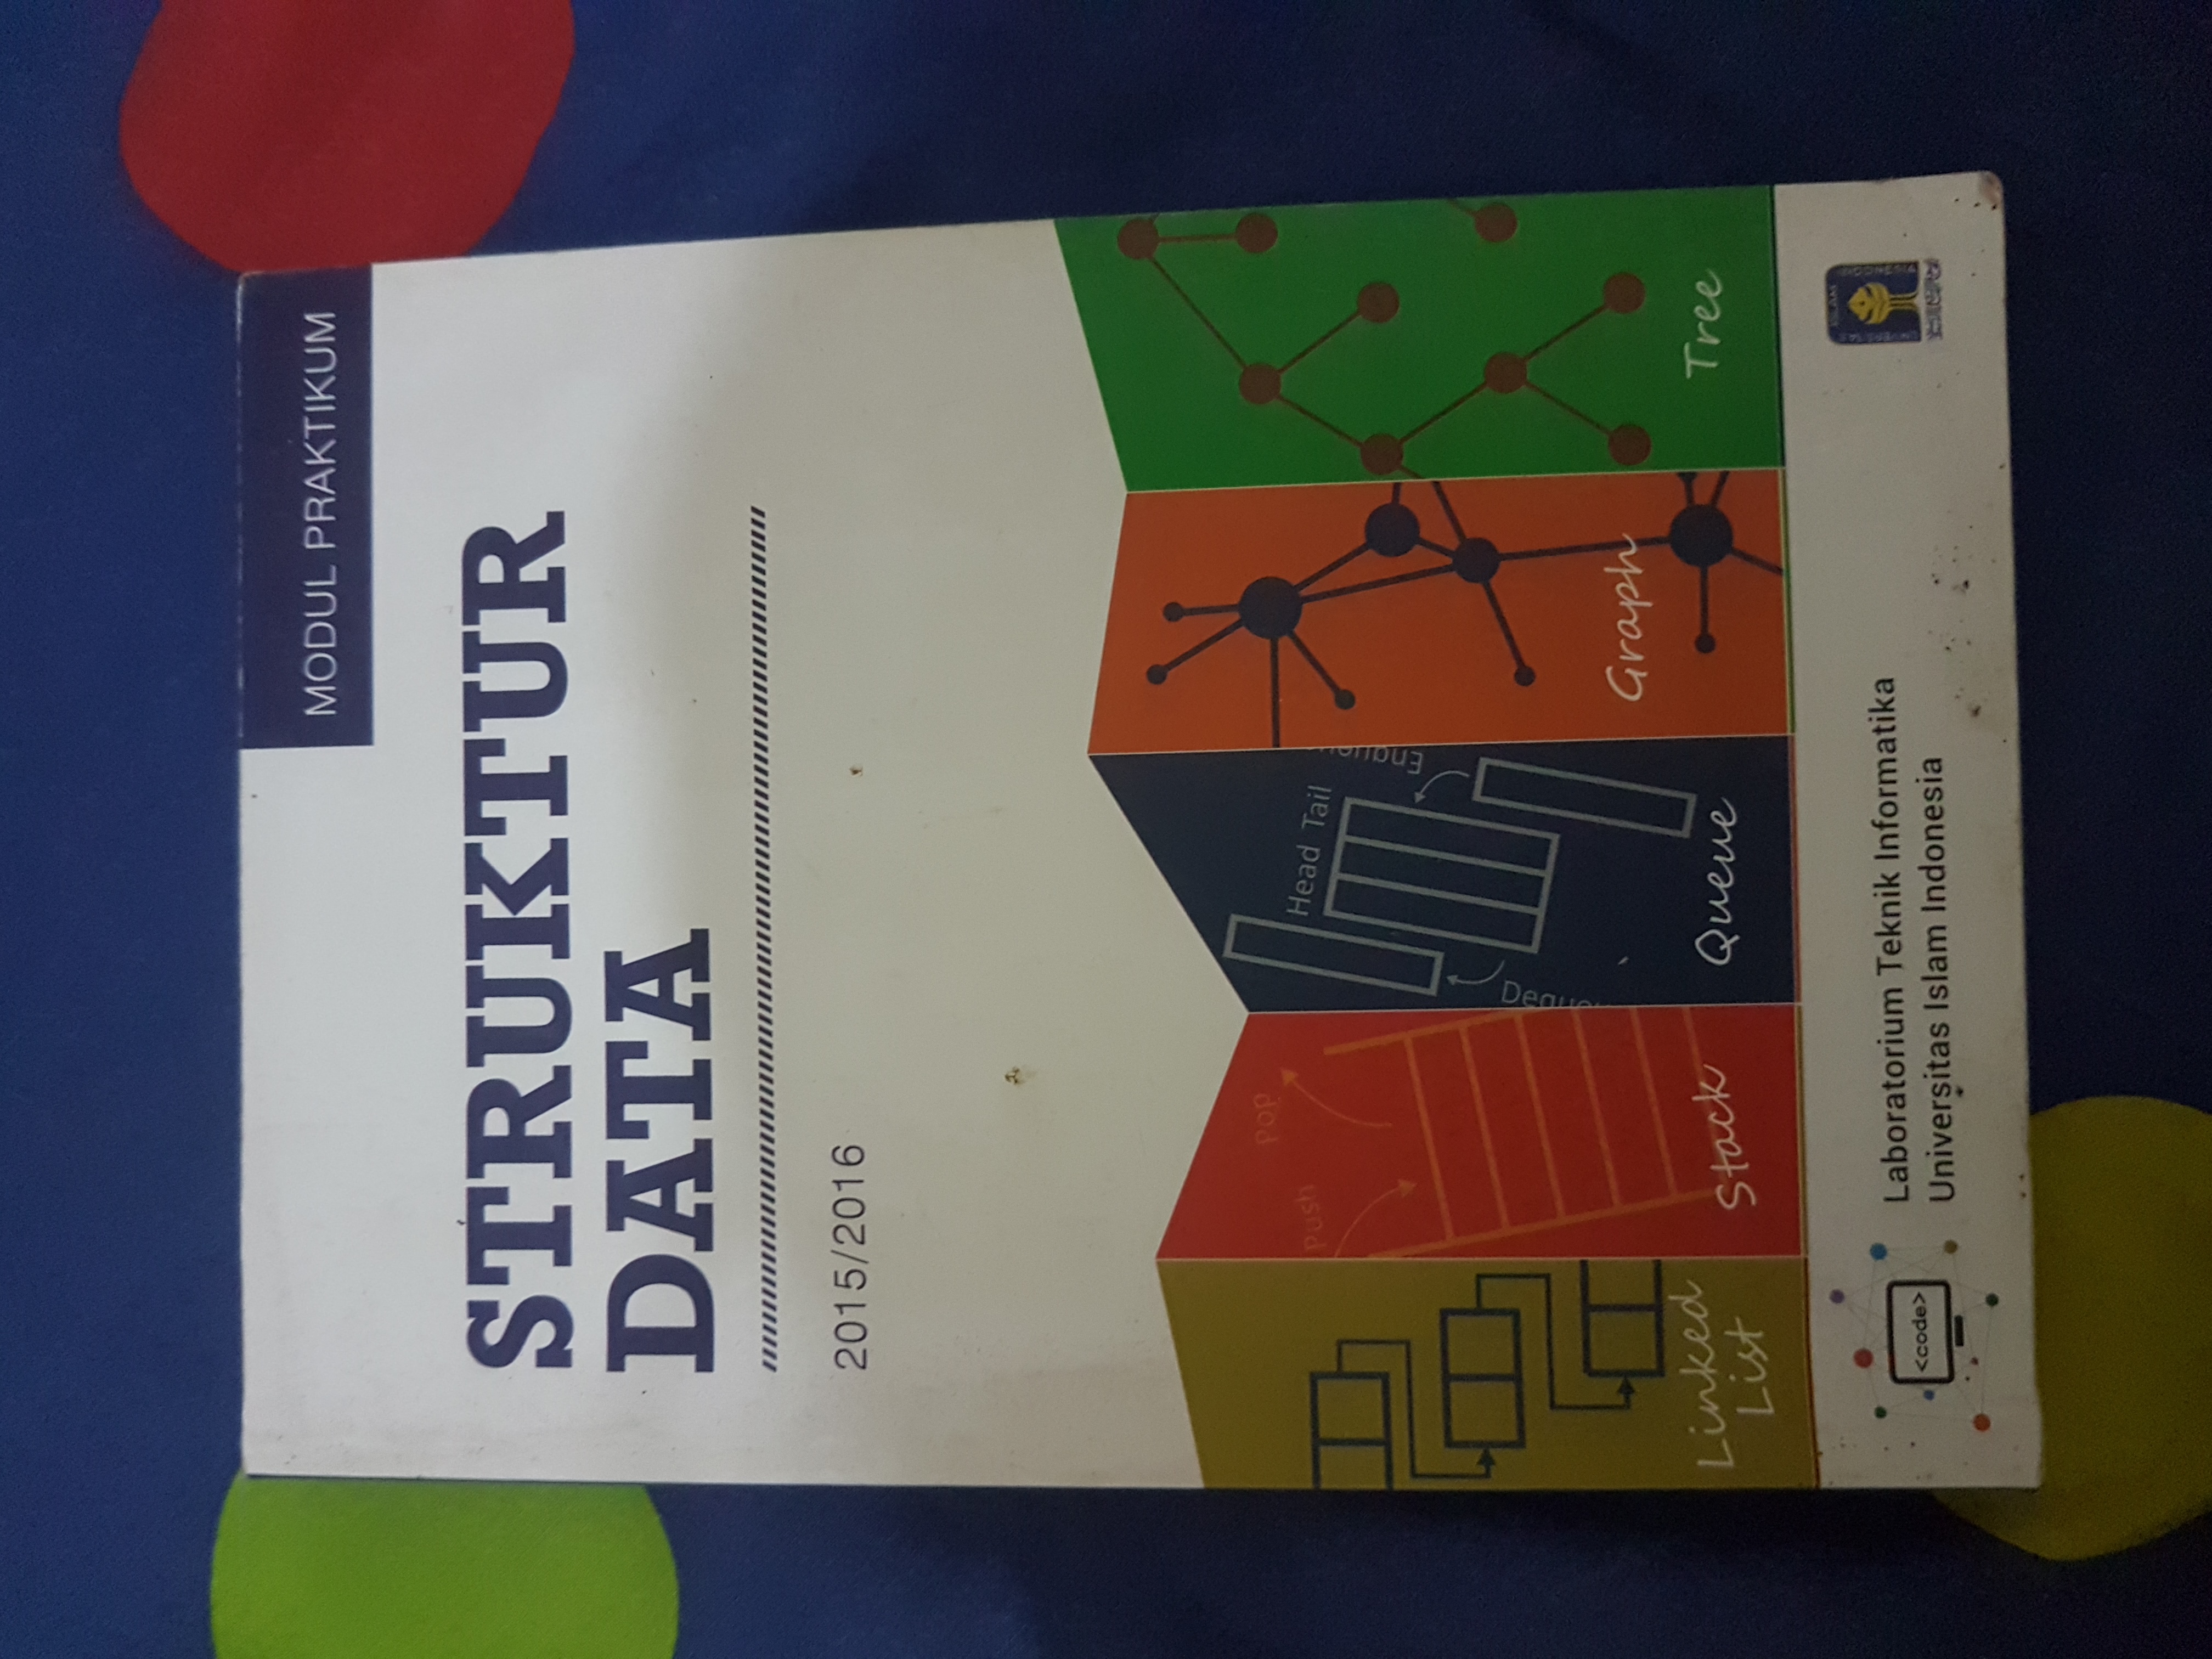 MODUL PRAKTIKUM
STRUKTUR
DATA
2015/2016
Push
Pop
Head Tail
Linked
List
Stack
Queue
Graph
Tree
<code>
Laboratorium Teknik Informatika
Universitas Islam Indonesia